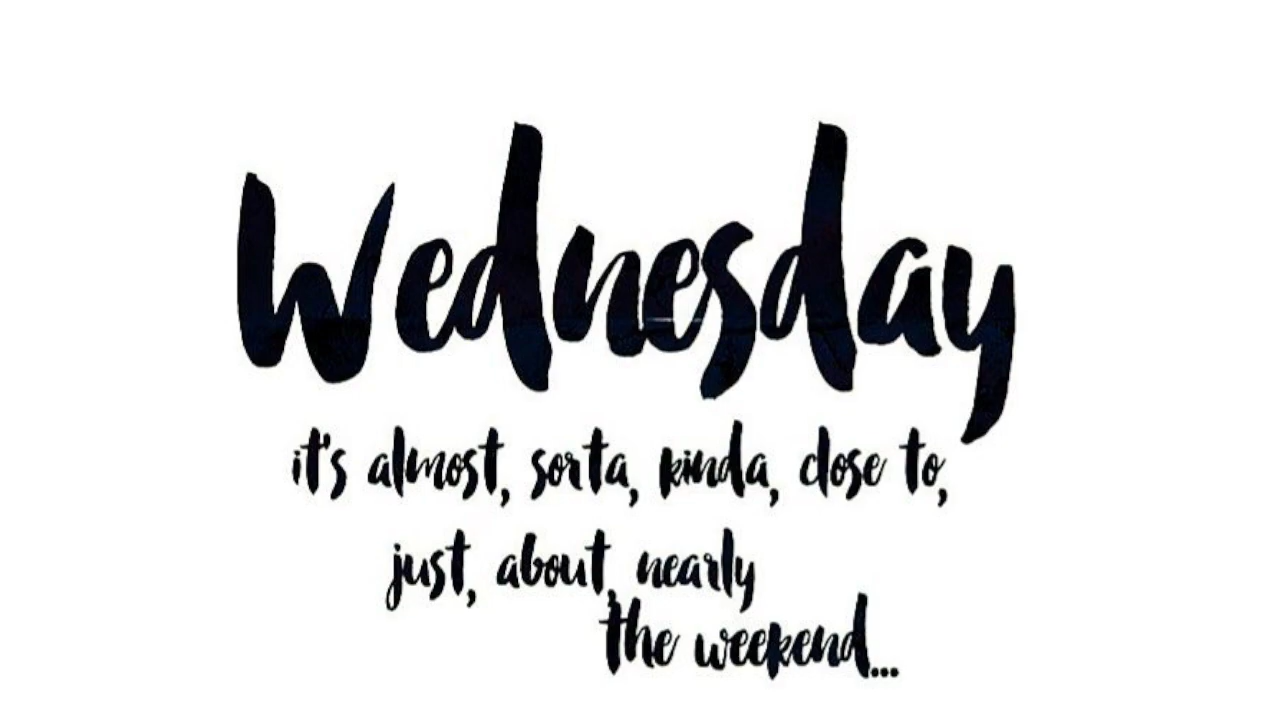 Wednesday
it's almost, sorta, kinda, close to,
just, about, nearly
the weekend...